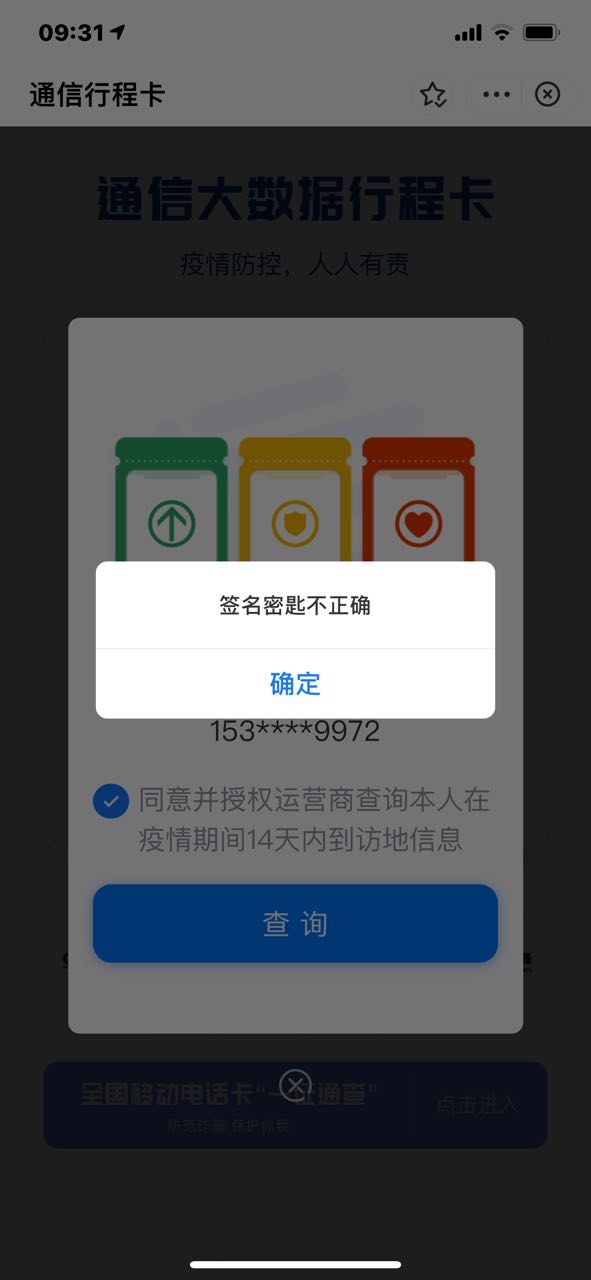 09:31
通信行程卡
通信大数据行程卡
疫情防控，人人有责
签名密匙不正确
确定
153****9972
同意并授权运营商查询本人在
疫情期间14天内到访地信息
查 询
全国移动电话卡“一证通查”
防范诈骗 保护你我
点击进入